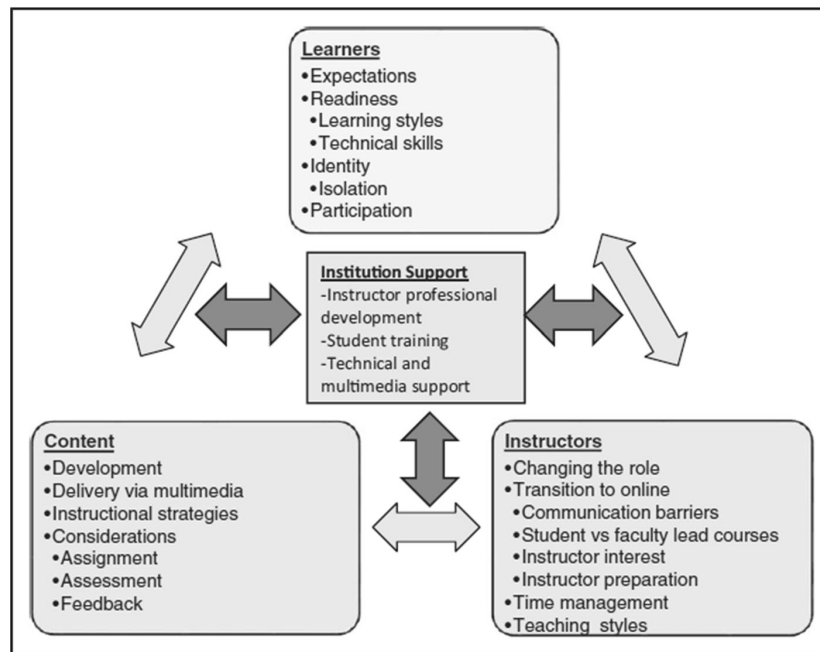 Learners
•Expectations
•Readiness
•Learning styles
•Technical skills
•Identity
•Isolation
•Participation
Institution Support
-Instructor professional
development
-Student training
-Technical and
multimedia support
Content
•Development
•Delivery via multimedia
•Instructional strategies
•Considerations
•Assignment
•Assessment
•Feedback
Instructors
•Changing the role
•Transition to online
•Communication barriers
•Student vs faculty lead courses
•Instructor interest
•Instructor preparation
•Time management
•Teaching styles